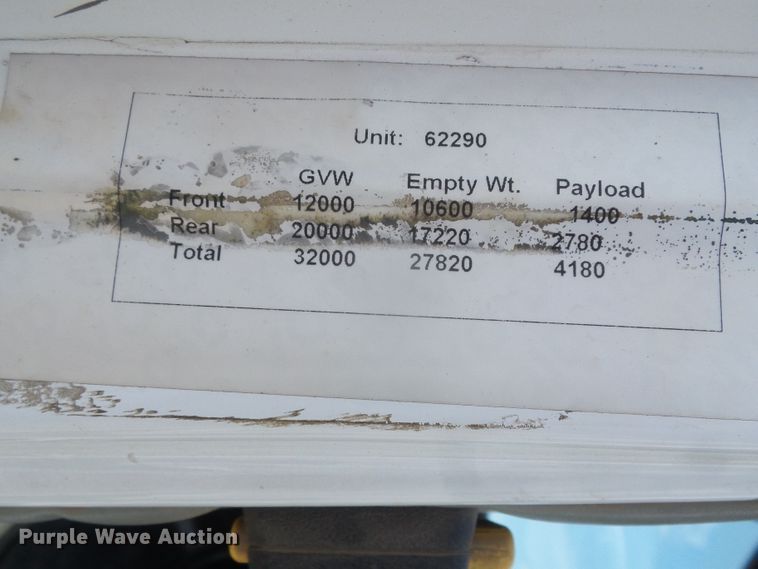 Unit: 62290
GVW Empty Wt. Payload
Front 12000 10600 1400
Rear 20000 17220 2780
Total 32000 27820 4180
Purple Wave Auction